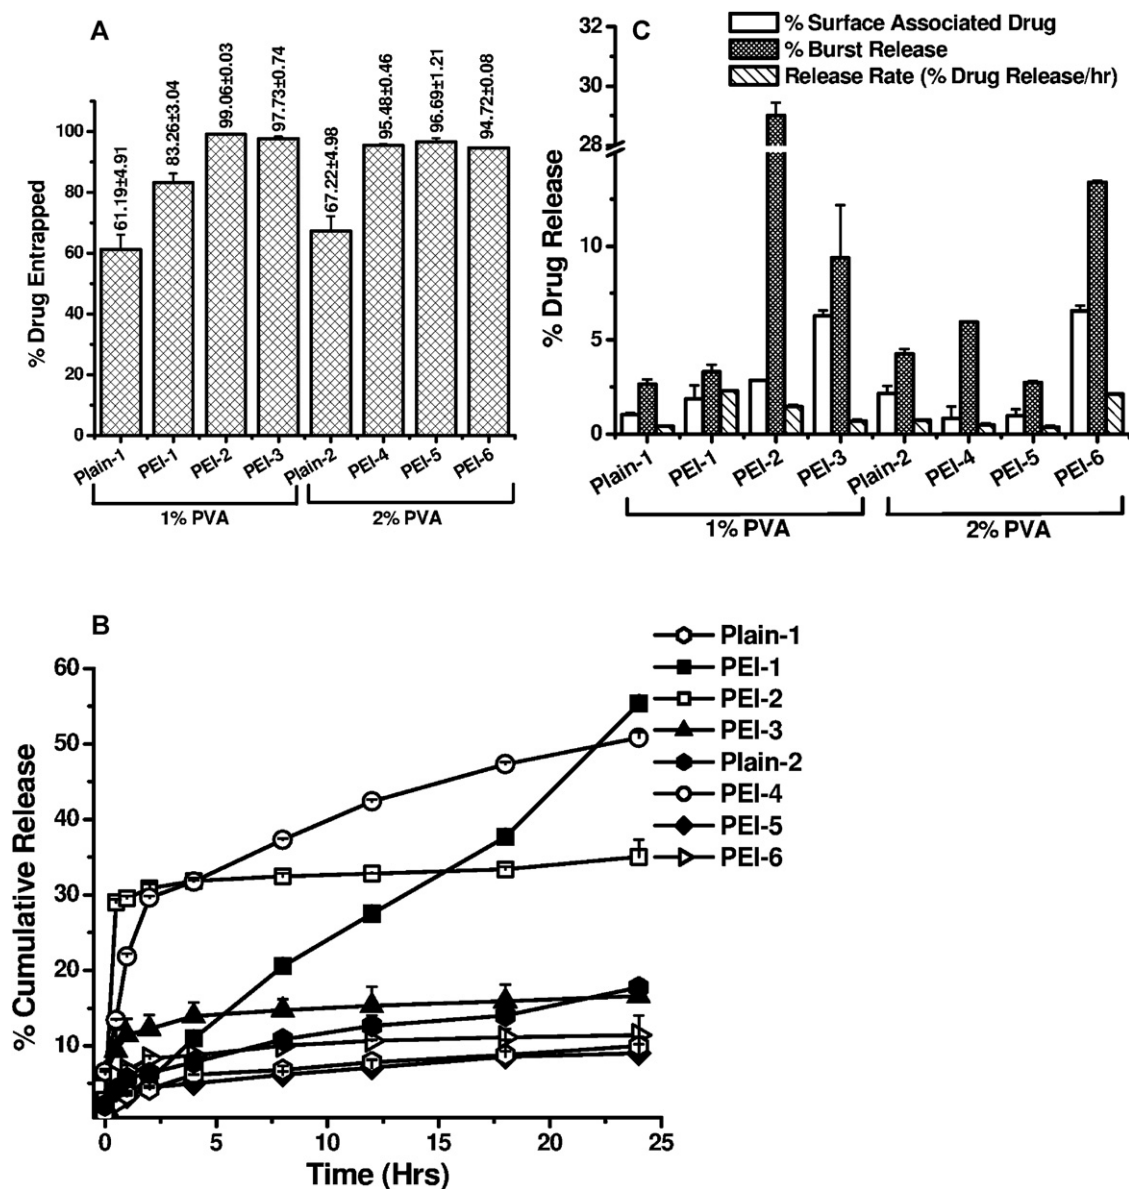 A
% Drug Entrapped
100
80
60
40
20
0
61.19±4.91
83.26±3.04
99.06±0.03
97.73±0.74
67.22±4.98
95.48±0.46
96.69±1.21
94.72±0.08
Plain-1
PEI-1
PEI-2
PEI-3
Plain-2
PEI-4
PEI-5
PEI-6
1% PVA
2% PVA
C
% Surface Associated Drug
% Burst Release
Release Rate (% Drug Release/hr)
% Drug Release
32
30
28
10
5
0
Plain-1
PEI-1
PEI-2
PEI-3
Plain-2
PEI-4
PEI-5
PEI-6
1% PVA
2% PVA
B
% Cumulative Release
60
50
40
30
20
10
0
5
10
15
20
25
Time (Hrs)
Plain-1
PEI-1
PEI-2
PEI-3
Plain-2
PEI-4
PEI-5
PEI-6